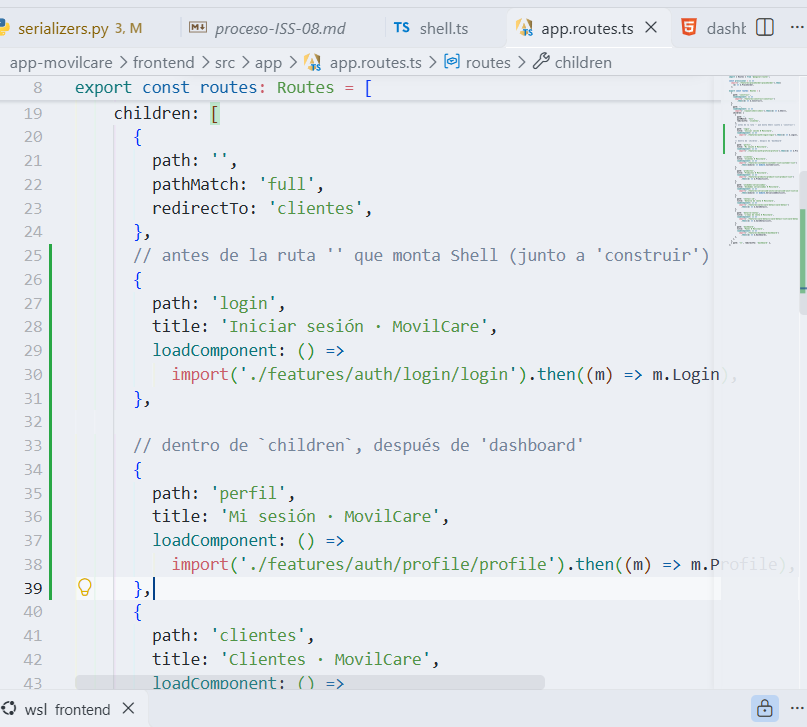 serializers.py 3, M
proceso-ISS-08.md
TS shell.ts
app.routes.ts
dasht
app-movilcare > frontend > src > app > app.routes.ts > routes > children
8 export const routes: Routes = [
19 children: [
20 {
21 path: '',
22 pathMatch: 'full',
23 redirectTo: 'clientes',
24 },
25 // antes de la ruta '' que monta Shell (junto a 'construir')
26 {
27 path: 'login',
28 title: 'Iniciar sesión · MovilCare',
29 loadComponent: () =>
30 import('./features/auth/login/login').then((m) => m.Login),
31 },
32
33 // dentro de `children`, después de 'dashboard'
34 {
35 path: 'perfil',
36 title: 'Mi sesión · MovilCare',
37 loadComponent: () =>
38 import('./features/auth/profile/profile').then((m) => m.Profile),
39 },
40 {
41 path: 'clientes',
42 title: 'Clientes · MovilCare',
43 loadComponent: () =>
wsl frontend